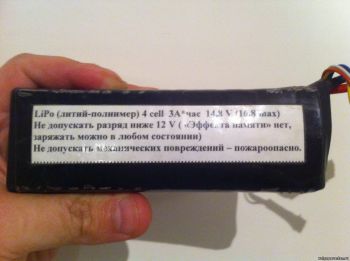 LiPo (литий-полимер) 4 cell 3А*час 14.8 V (16.8 max)
Не допускать разряд ниже 12 V ( «Эффекта памяти» нет,
заряжать можно в любом состоянии)
Не допускать механических повреждений – пожароопасно.